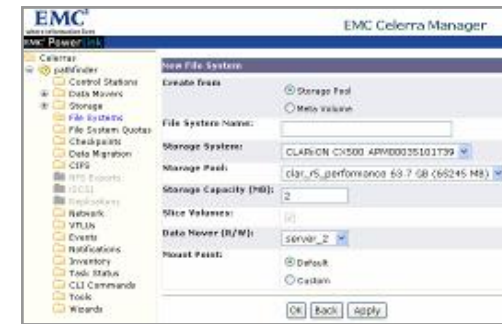 EMC²
where information lives
EMC Celerra Manager
EMC Powerlink
Celerras
pathfinder
Control Stations
Data Movers
Storage
File Systems
File System Quotas
Checkpoints
Data Migration
CIFS
NFS Exports
iSCSI
Replications
Network
VTLUs
Events
Notifications
Inventory
Task Status
CLI Commands
Tools
Wizards
New File System
Create from
Storage Pool
Meta Volume
File System Name:
Storage System:
CLARiiON CX500 APM00035101739
Storage Pool:
clar_r5_performance 63.7 GB (65245 MB)
Storage Capacity (MB):
2
Slice Volumes:
Data Mover (R/W):
server_2
Mount Point:
Default
Custom
OK Back Apply